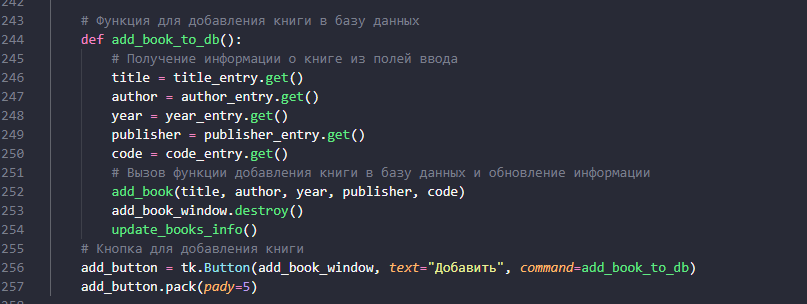 242
243 # Функция для добавления книги в базу данных
244 def add_book_to_db():
245 # Получение информации о книге из полей ввода
246 title = title_entry.get()
247 author = author_entry.get()
248 year = year_entry.get()
249 publisher = publisher_entry.get()
250 code = code_entry.get()
251 # Вызов функции добавления книги в базу данных и обновление информации
252 add_book(title, author, year, publisher, code)
253 add_book_window.destroy()
254 update_books_info()
255 # Кнопка для добавления книги
256 add_button = tk.Button(add_book_window, text="Добавить", command=add_book_to_db)
257 add_button.pack(pady=5)